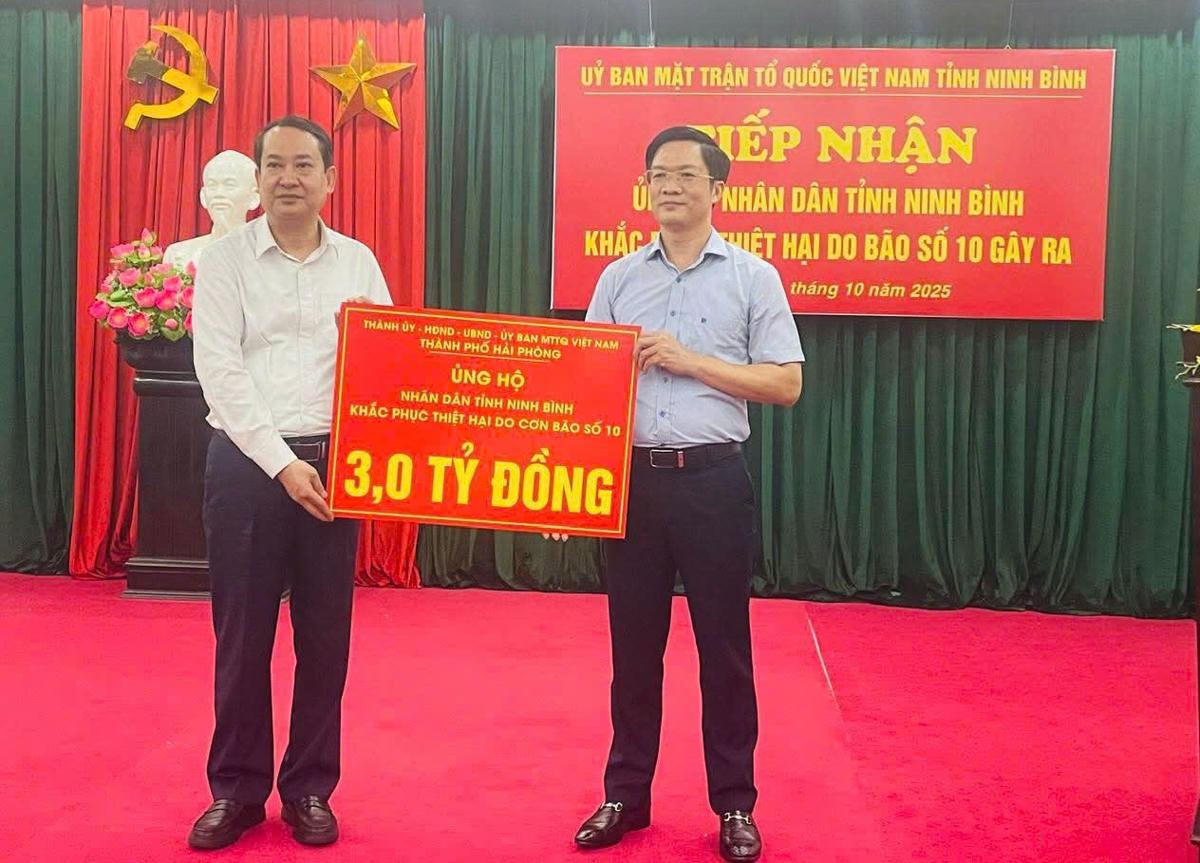 UỶ BAN MẶT TRẬN TỔ QUỐC VIỆT NAM TỈNH NINH BÌNH
TIẾP NHẬN
NHÂN DÂN TỈNH NINH BÌNH
KHẮC THIỆT HẠI DO BÃO SỐ 10 GÂY RA
tháng 10 năm 2025
THÀNH ỦY - HĐND - UBND - ỦY BAN MTTQ VIỆT NAM
THÀNH PHỐ HẢI PHÒNG
ỦNG HỘ
NHÂN DÂN TỈNH NINH BÌNH
KHẮC PHỤC THIỆT HẠI DO CƠN BÃO SỐ 10
3,0 TỶ ĐỒNG